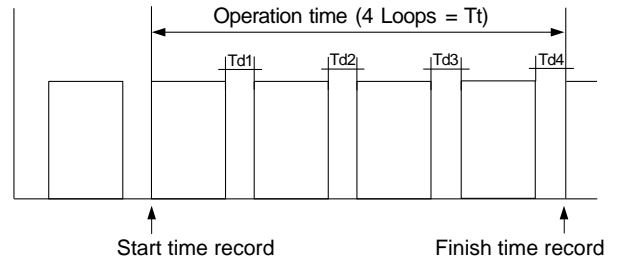 Operation time (4 Loops = Tt)
Td1 Td2 Td3 Td4
Start time record Finish time record